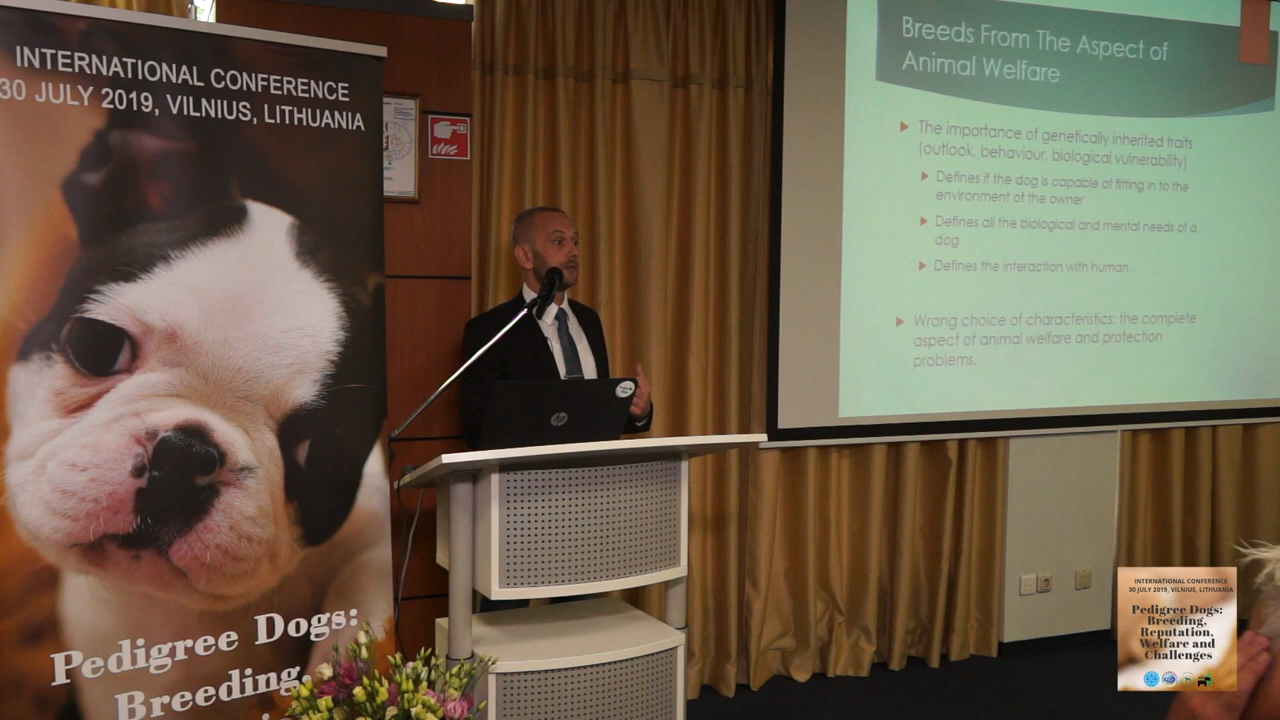 INTERNATIONAL CONFERENCE
30 JULY 2019, VILNIUS, LITHUANIA
Pedigree Dogs:
Breeding,
Breeds From The Aspect of
Animal Welfare
The importance of genetically inherited traits
(outlook, behaviour, biological vulnerability)
Defines if the dog is capable of fitting in to the
environment of the owner
Defines all the biological and mental needs of a
dog
Defines the interaction with human
Wrong choice of characteristics: the complete
aspect of animal welfare and protection
problems.
hp
INTERNATIONAL CONFERENCE
30 JULY 2019, VILNIUS, LITHUANIA
Pedigree Dogs:
Breeding,
Reputation,
Welfare and
Challenges